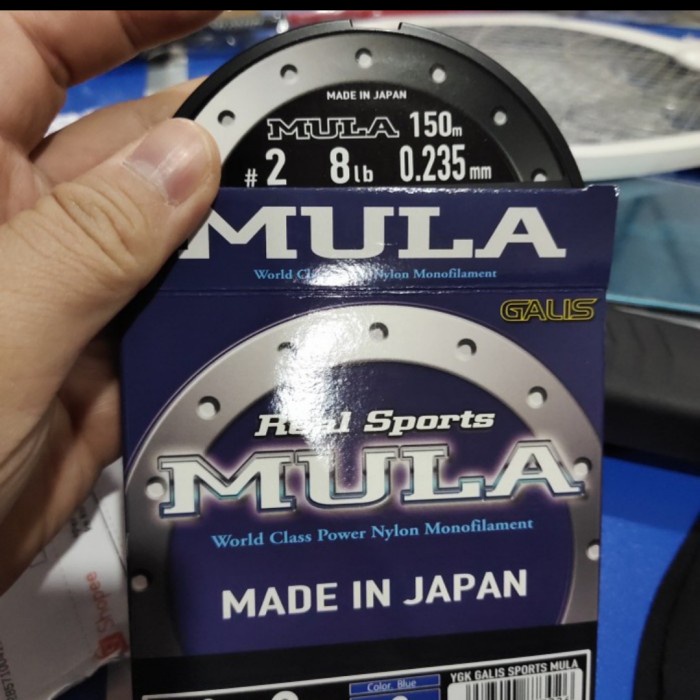 MADE IN JAPAN
MULA 150m
#2 8lb 0.235mm
MULA
World Nylon Monofilament
GALIS
Real Sports
MULA
World Class Power Nylon Monofilament
MADE IN JAPAN
Color. Blue
YGK GALIS SPORTS MULA
Shopee